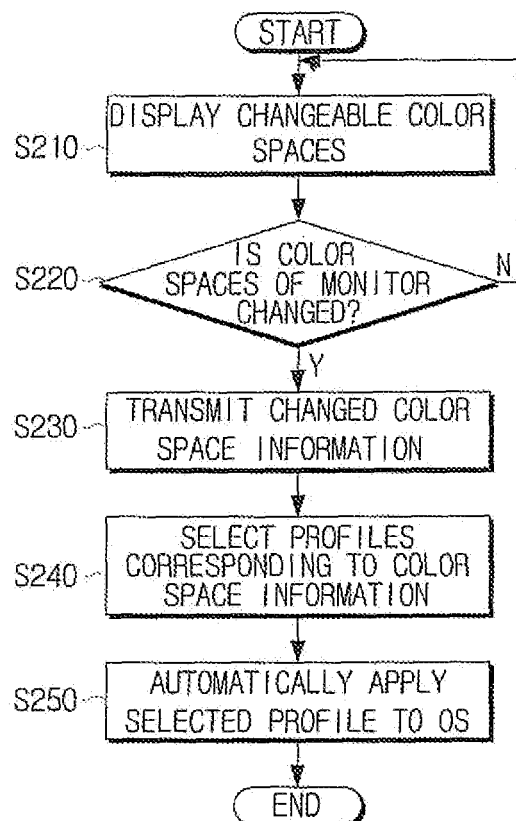 START
DISPLAY CHANGEABLE COLOR
SPACES
S210
IS COLOR
SPACES OF MONITOR
CHANGED?
S220
N
Y
TRANSMIT CHANGED COLOR
SPACE INFORMATION
S230
SELECT PROFILES
CORRESPONDING TO COLOR
SPACE INFORMATION
S240
AUTOMATICALLY APPLY
SELECTED PROFILE TO OS
S250
END